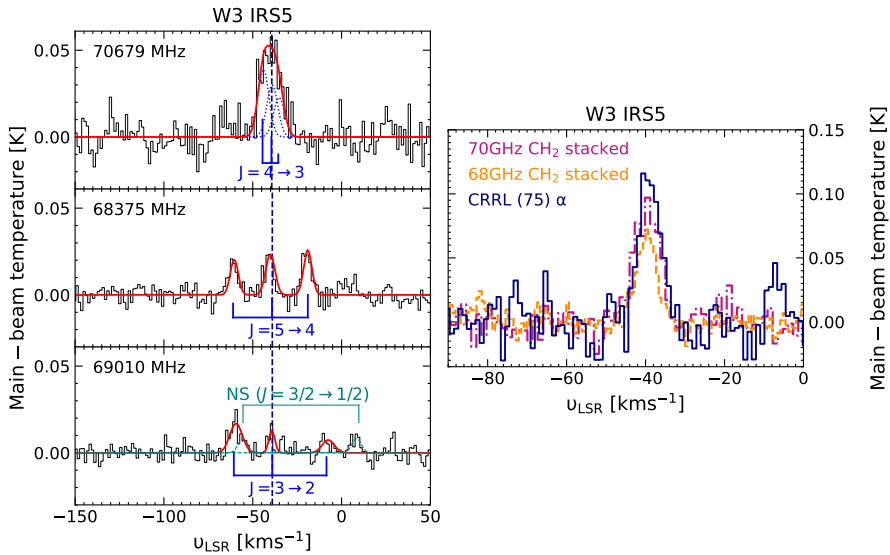 W3 IRS5
70679 MHz
0.05
0.00
J = 4 → 3
68375 MHz
0.05
0.00
J = 5 → 4
69010 MHz
0.05
NS (J = 3/2 → 1/2)
0.00
J = 3 → 2
−150 −100 −50 0 50
υLSR [kms−1]
Main − beam temperature [K]
W3 IRS5
70GHz CH2 stacked
68GHz CH2 stacked
CRRL (75) α
0.15
0.10
0.05
0.00
−80 −60 −40 −20 0
υLSR [kms−1]
Main − beam temperature [K]